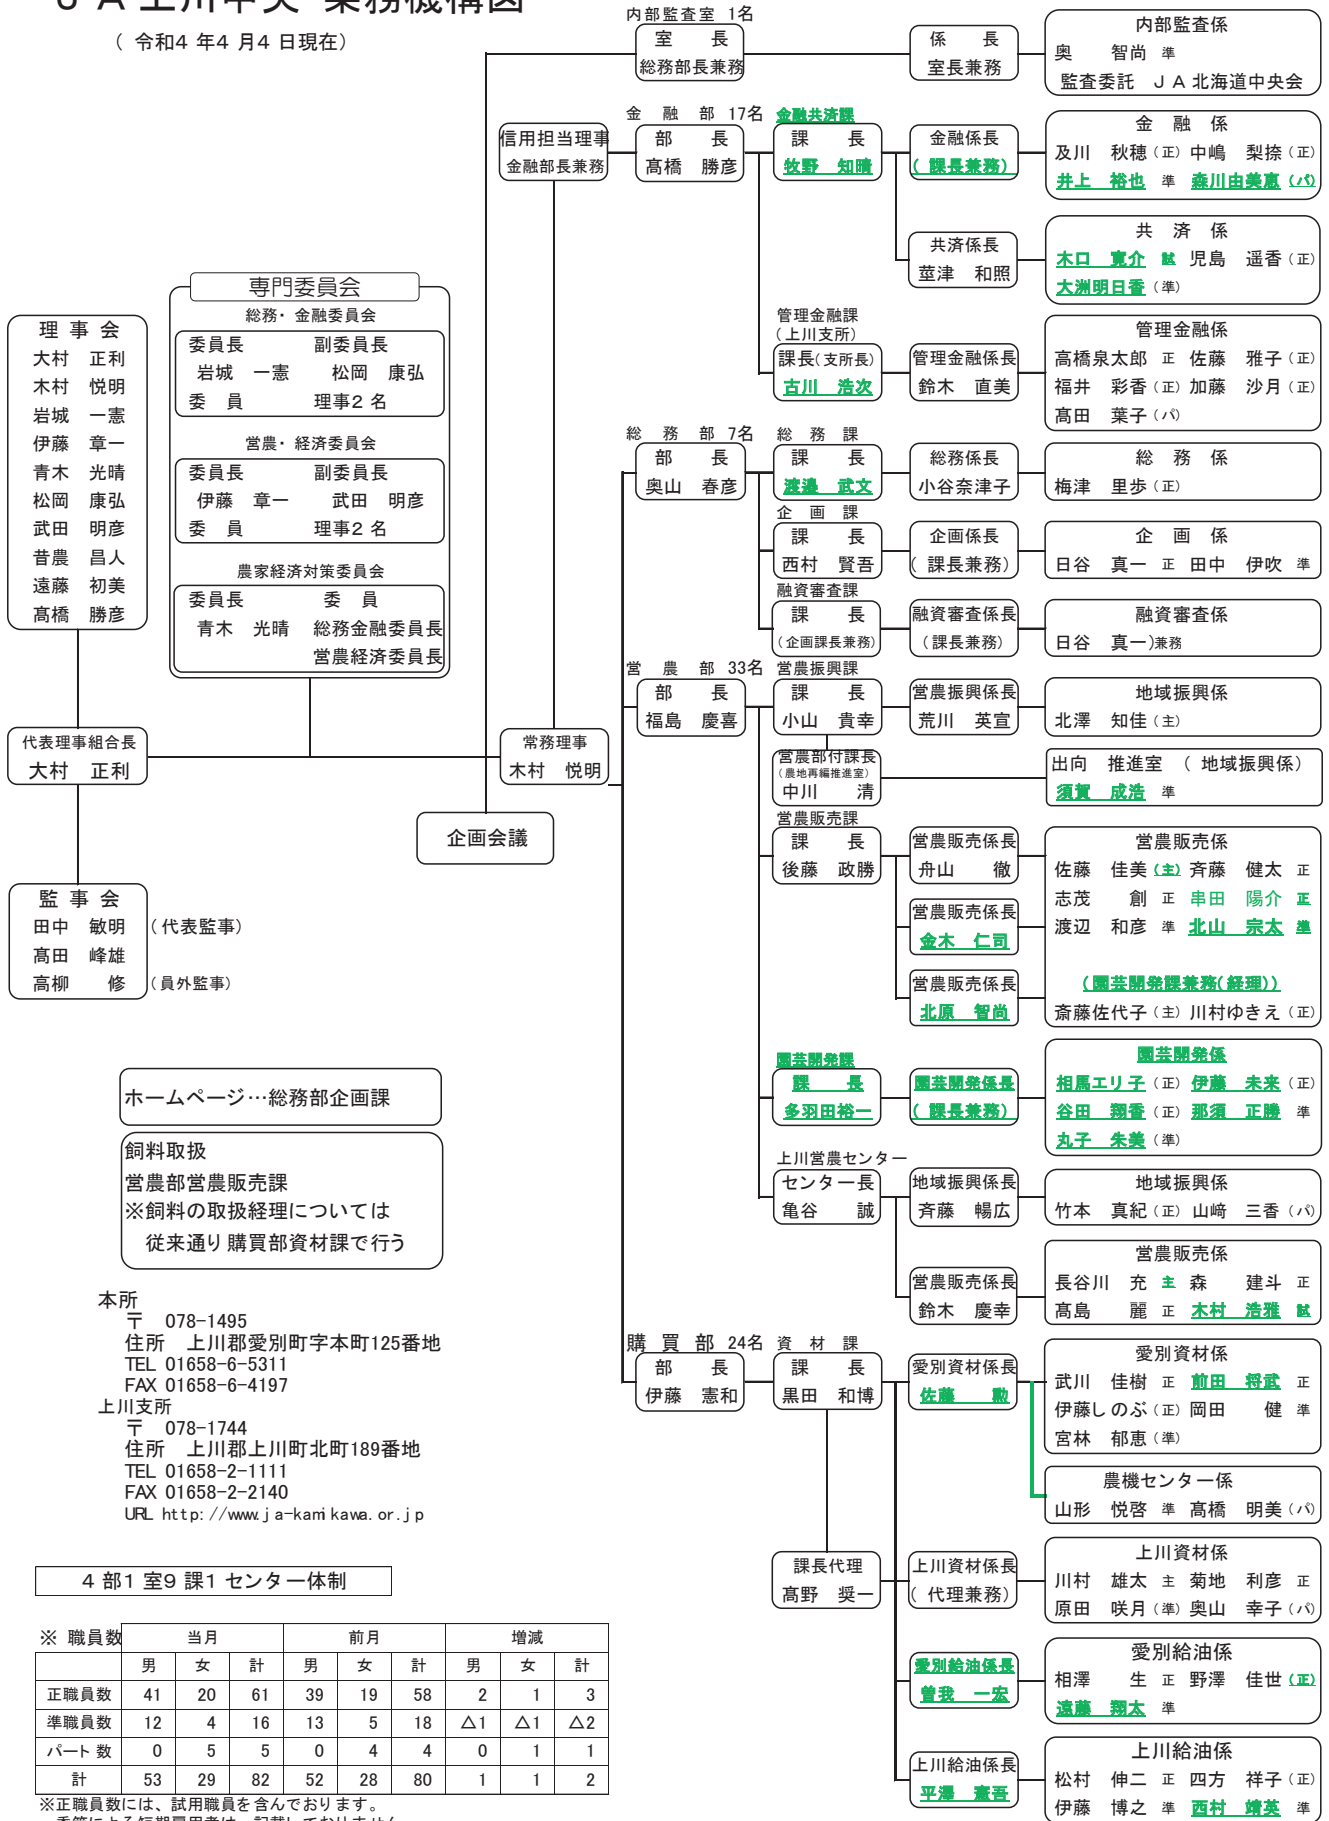 ＪＡ上川中央 業務機構図
（ 令和4 年4 月4 日現在）
内部監査室 1名
室　長
総務部長兼務
係　長
室長兼務
内部監査係
奥　智尚 準
監査委託　ＪＡ北海道中央会
信用担当理事
金融部長兼務
金　融　部 17名
部　長
髙橋　勝彦
金融共済課
課　長
牧野　知晴
金融係長
( 課長兼務)
金　融　係
及川　秋穂（正）中嶋　梨捺（正）
井上　裕也　準　森川由美恵（パ）
共済係長
莖津　和照
共　済　係
木口　寛介　試　児島　遥香（正）
大洲明日香（準）
管理金融課
（上川支所）
課長（支所長）
古川　浩次
管理金融係長
鈴木　直美
管理金融係
高橋泉太郎　正　佐藤　雅子（正）
福井　彩香（正）加藤　沙月（正）
髙田　葉子（パ）
専門委員会
総務・金融委員会
委員長　副委員長
岩城　一憲　松岡　康弘
委　員　理事2 名
営農・経済委員会
委員長　副委員長
伊藤　章一　武田　明彦
委　員　理事2 名
農家経済対策委員会
委員長　委　員
青木　光晴　総務金融委員長
営農経済委員長
理 事 会
大村　正利
木村　悦明
岩城　一憲
伊藤　章一
青木　光晴
松岡　康弘
武田　明彦
昔農　昌人
遠藤　初美
髙橋　勝彦
代表理事組合長
大村　正利
常務理事
木村　悦明
企画会議
監 事 会
田中　敏明（代表監事）
髙田　峰雄
高柳　修（員外監事）
総　務　部 7名
部　長
奥山　春彦
総　務　課
課　長
渡邉　武文
総務係長
小谷奈津子
総　務　係
梅津　里歩（正）
企　画　課
課　長
西村　賢吾
企画係長
( 課長兼務）
企　画　係
日谷　真一　正　田中　伊吹　準
融資審査課
課　長
（企画課長兼務）
融資審査係長
（課長兼務）
融資審査係
日谷　真一)兼務
営　農　部 33名
部　長
福島　慶喜
営農振興課
課　長
小山　貴幸
営農振興係長
荒川　英宣
地域振興係
北澤　知佳（主）
営農部付課長
（農地再編推進室）
中川　清
出向　推進室　（ 地域振興係）
須賀　成浩　準
営農販売課
課　長
後藤　政勝
営農販売係長
舟山　徹
営農販売係長
金木　仁司
営農販売係長
北原　智尚
営農販売係
佐藤　佳美（主）斉藤　健太　正
志茂　創　正　串田　陽介　正
渡辺　和彦　準　北山　宗太　準
(園芸開発課兼務(経理))
斎藤佐代子（主）川村ゆきえ（正）
園芸開発課
課　長
多羽田裕一
園芸開発係長
( 課長兼務)
園芸開発係
相馬エリ子（正）伊藤　未来（正）
谷田　翔香（正）那須　正勝　準
丸子　朱美（準）
上川営農センター
センター長
亀谷　誠
地域振興係長
斉藤　暢広
地域振興係
竹本　真紀（正）山﨑　三香（パ）
営農販売係長
鈴木　慶幸
営農販売係
長谷川　充　主　森　建斗　正
髙島　麗　正　木村　浩雅　試
購　買　部 24名
部　長
伊藤　憲和
資　材　課
課　長
黒田　和博
愛別資材係長
佐藤　勲
愛別資材係
武川　佳樹　正　前田　将武　正
伊藤しのぶ（正）岡田　健　準
宮林　郁恵（準）
農機センター係
山形　悦啓　準　髙橋　明美（パ）
課長代理
髙野　奨一
上川資材係長
( 代理兼務）
上川資材係
川村　雄太　主　菊地　利彦　正
原田　咲月（準）奥山　幸子（パ）
愛別給油係長
曽我　一宏
愛別給油係
相澤　生　正　野澤　佳世（正）
遠藤　翔太　準
上川給油係長
平澤　憲吾
上川給油係
松村　伸二　正　四方　祥子（正）
伊藤　博之　準　西村　靖英　準
ホームページ…総務部企画課
飼料取扱
営農部営農販売課
※飼料の取扱経理については
従来通り購買部資材課で行う
本所
〒　078-1495
住所　上川郡愛別町字本町125番地
TEL 01658-6-5311
FAX 01658-6-4197
上川支所
〒　078-1744
住所　上川郡上川町北町189番地
TEL 01658-2-1111
FAX 01658-2-2140
URL http://www.ja-kamikawa.or.jp
4 部1 室9 課1 センター体制
※ 職員数　当月　前月　増減
男　女　計　男　女　計　男　女　計
正職員数　41　20　61　39　19　58　2　1　3
準職員数　12　4　16　13　5　18　△1　△1　△2
パート 数　0　5　5　0　4　4　0　1　1
計　53　29　82　52　28　80　1　1　2
※正職員数には、試用職員を含んでおります。